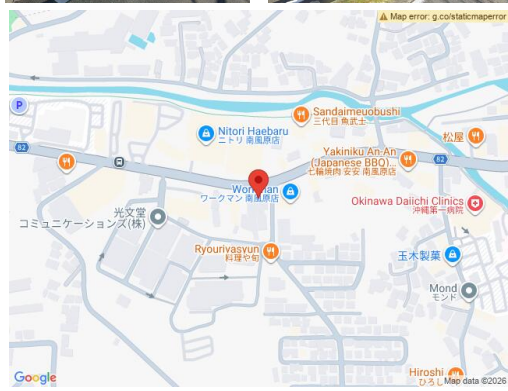 Map error: g.co/staticmaperror
Sandaimeuobushi
三代目 魚武士
P
Nitori Haebaru
ニトリ 南風原店
松屋
82
Yakiniku An-An
(Japanese BBQ)
七輪焼肉 安安 南風原店
82
Workman
ワークマン 南風原店
Okinawa Daiichi Clinics
沖縄第一病院
光文堂
コミュニケーションズ(株)
Ryourivasyun
料理や旬
玉木製菓
Mond
モンド
Hiroshi
ひろし
Google
Map data ©2026